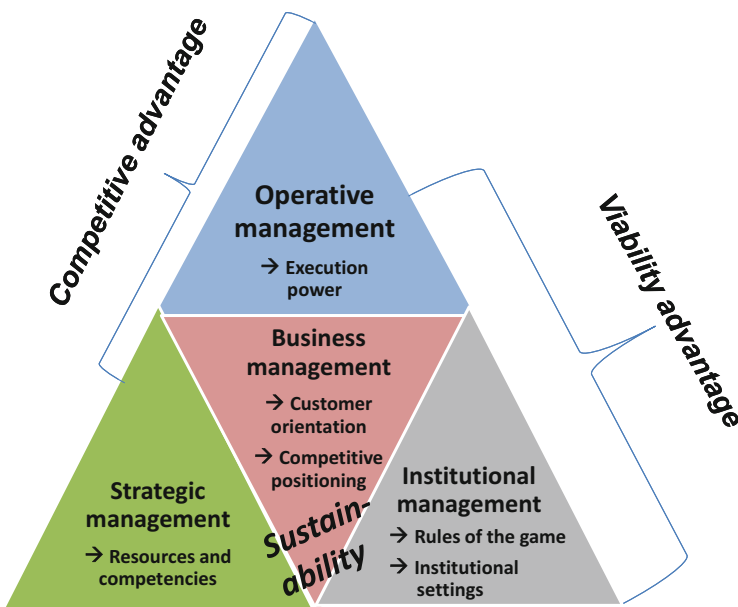 Competitive advantage
Operative
management
→ Execution
power
Viability advantage
Business
management
→ Customer
orientation
→ Competitive
positioning
Strategic
management
→ Resources and
competencies
Sustain-
ability
Institutional
management
→ Rules of the game
→ Institutional
settings